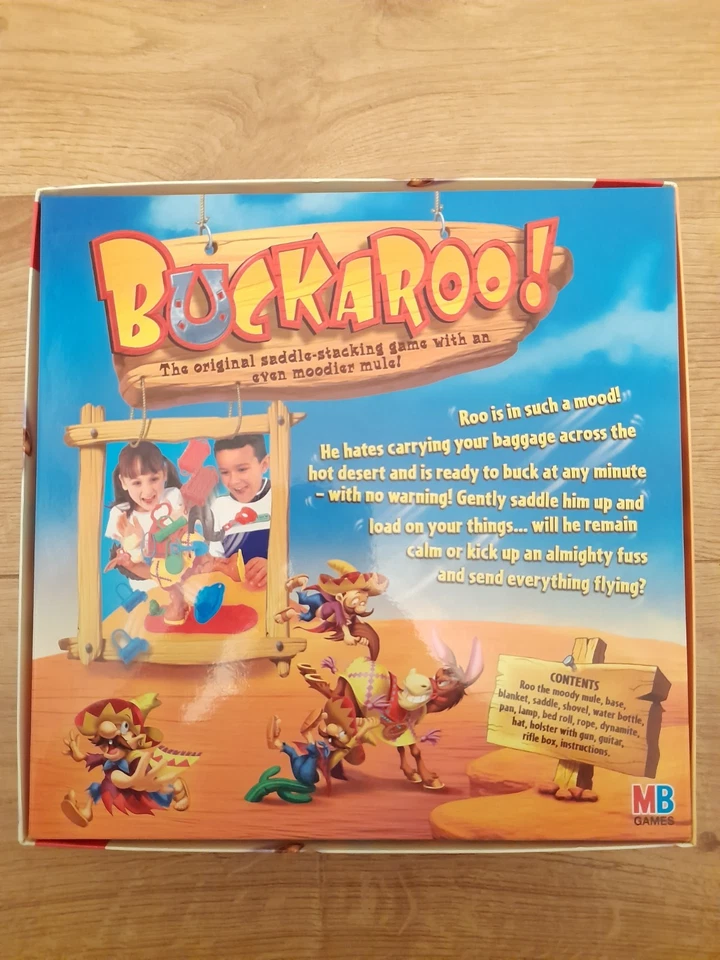 BUCKAROO!
The original saddle-stacking game with an
even moodier mule!
Roo is in such a mood!
He hates carrying your baggage across the
hot desert and is ready to buck at any minute
– with no warning! Gently saddle him up and
load on your things... will he remain
calm or kick up an almighty fuss
and send everything flying?
CONTENTS
Roo the moody mule, base,
blanket, saddle, shovel, water bottle,
pan, lamp, bed roll, rope, dynamite,
hat, holster with gun, guitar,
rifle box, instructions.
MB
GAMES